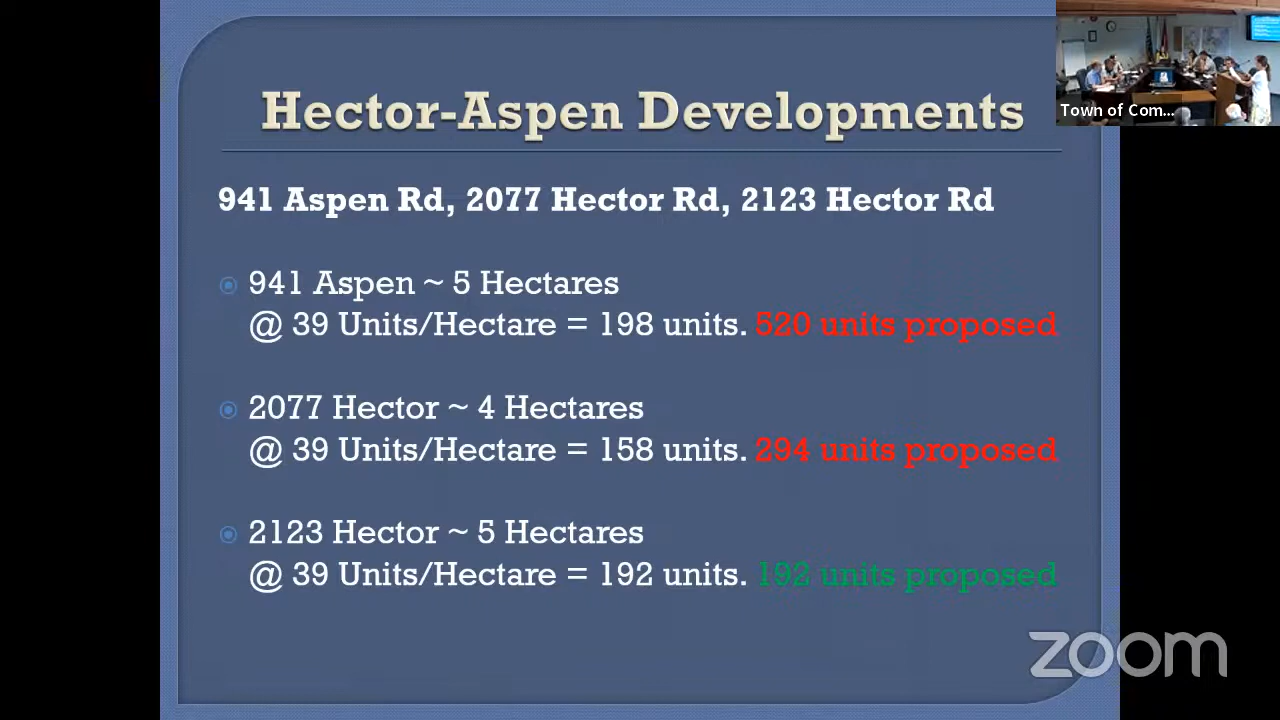 Hector-Aspen Developments
Town of Com...
941 Aspen Rd, 2077 Hector Rd, 2123 Hector Rd
941 Aspen ~ 5 Hectares
@ 39 Units/Hectare = 198 units. 520 units proposed
2077 Hector ~ 4 Hectares
@ 39 Units/Hectare = 158 units. 294 units proposed
2123 Hector ~ 5 Hectares
@ 39 Units/Hectare = 192 units. 192 units proposed
zoom